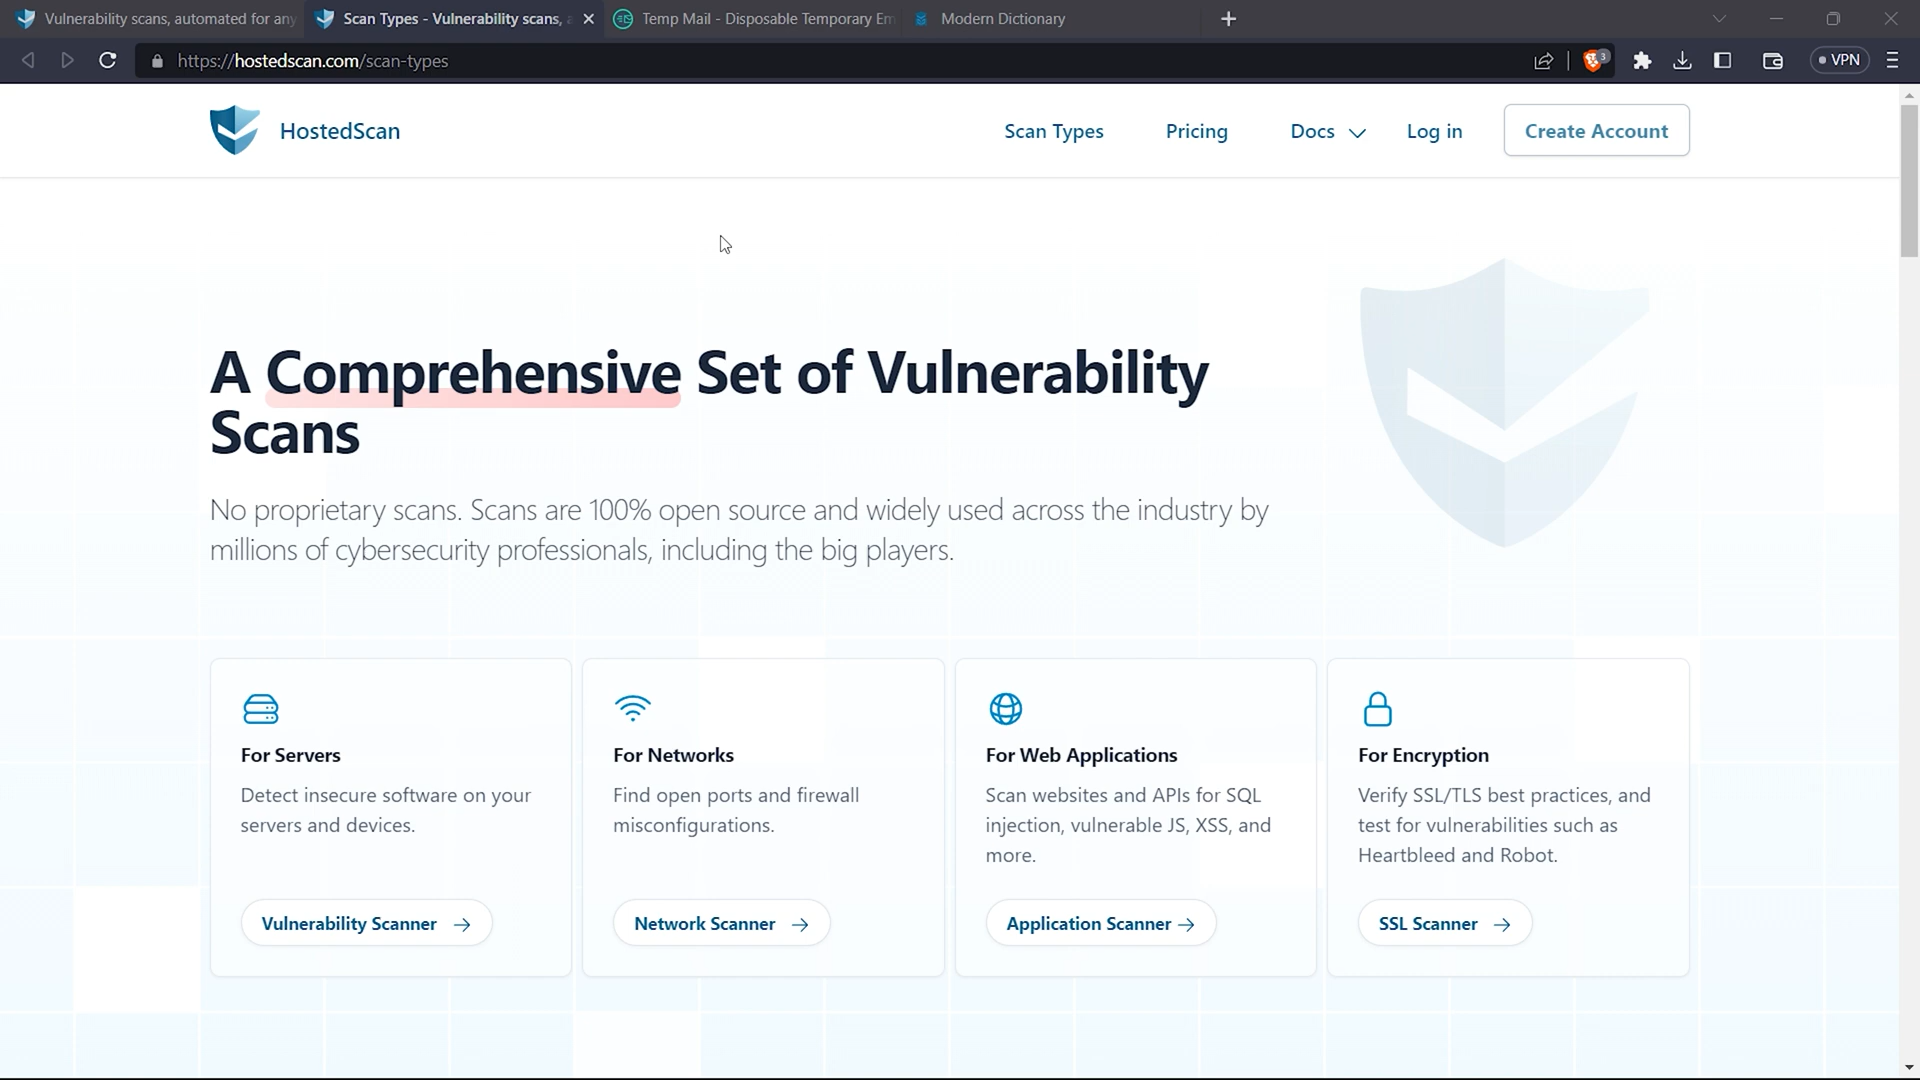 Vulnerability scans, automated for any
Scan Types - Vulnerability scans, a
Temp Mail - Disposable Temporary Em
Modern Dictionary
https://hostedscan.com/scan-types
3
VPN
HostedScan
Scan Types
Pricing
Docs
Log in
Create Account
A Comprehensive Set of Vulnerability
Scans
No proprietary scans. Scans are 100% open source and widely used across the industry by
millions of cybersecurity professionals, including the big players.
For Servers
Detect insecure software on your
servers and devices.
Vulnerability Scanner
For Networks
Find open ports and firewall
misconfigurations.
Network Scanner
For Web Applications
Scan websites and APIs for SQL
injection, vulnerable JS, XSS, and
more.
Application Scanner
For Encryption
Verify SSL/TLS best practices, and
test for vulnerabilities such as
Heartbleed and Robot.
SSL Scanner